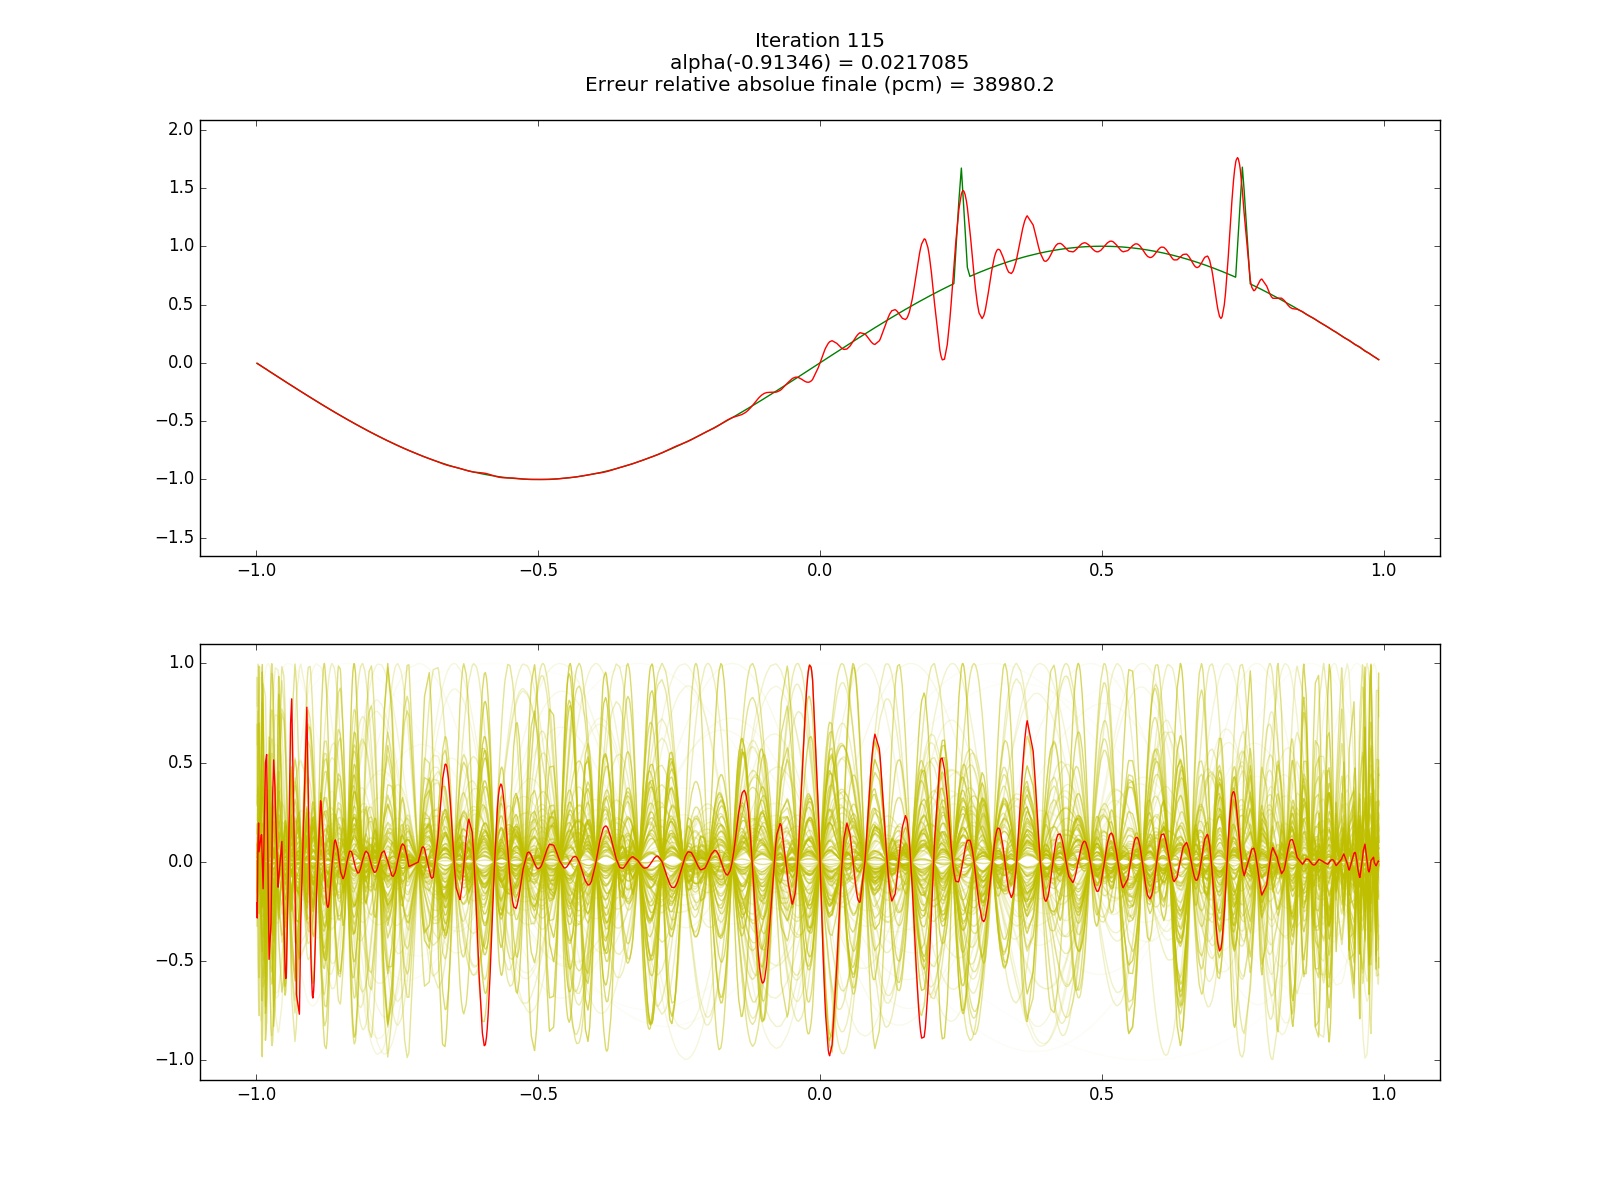 Iteration 115
alpha(-0.91346) = 0.0217085
Erreur relative absolue finale (pcm) = 38980.2
2.0
1.5
1.0
0.5
0.0
−0.5
−1.0
−1.5
−1.0 −0.5 0.0 0.5 1.0
1.0
0.5
0.0
−0.5
−1.0
−1.0 −0.5 0.0 0.5 1.0